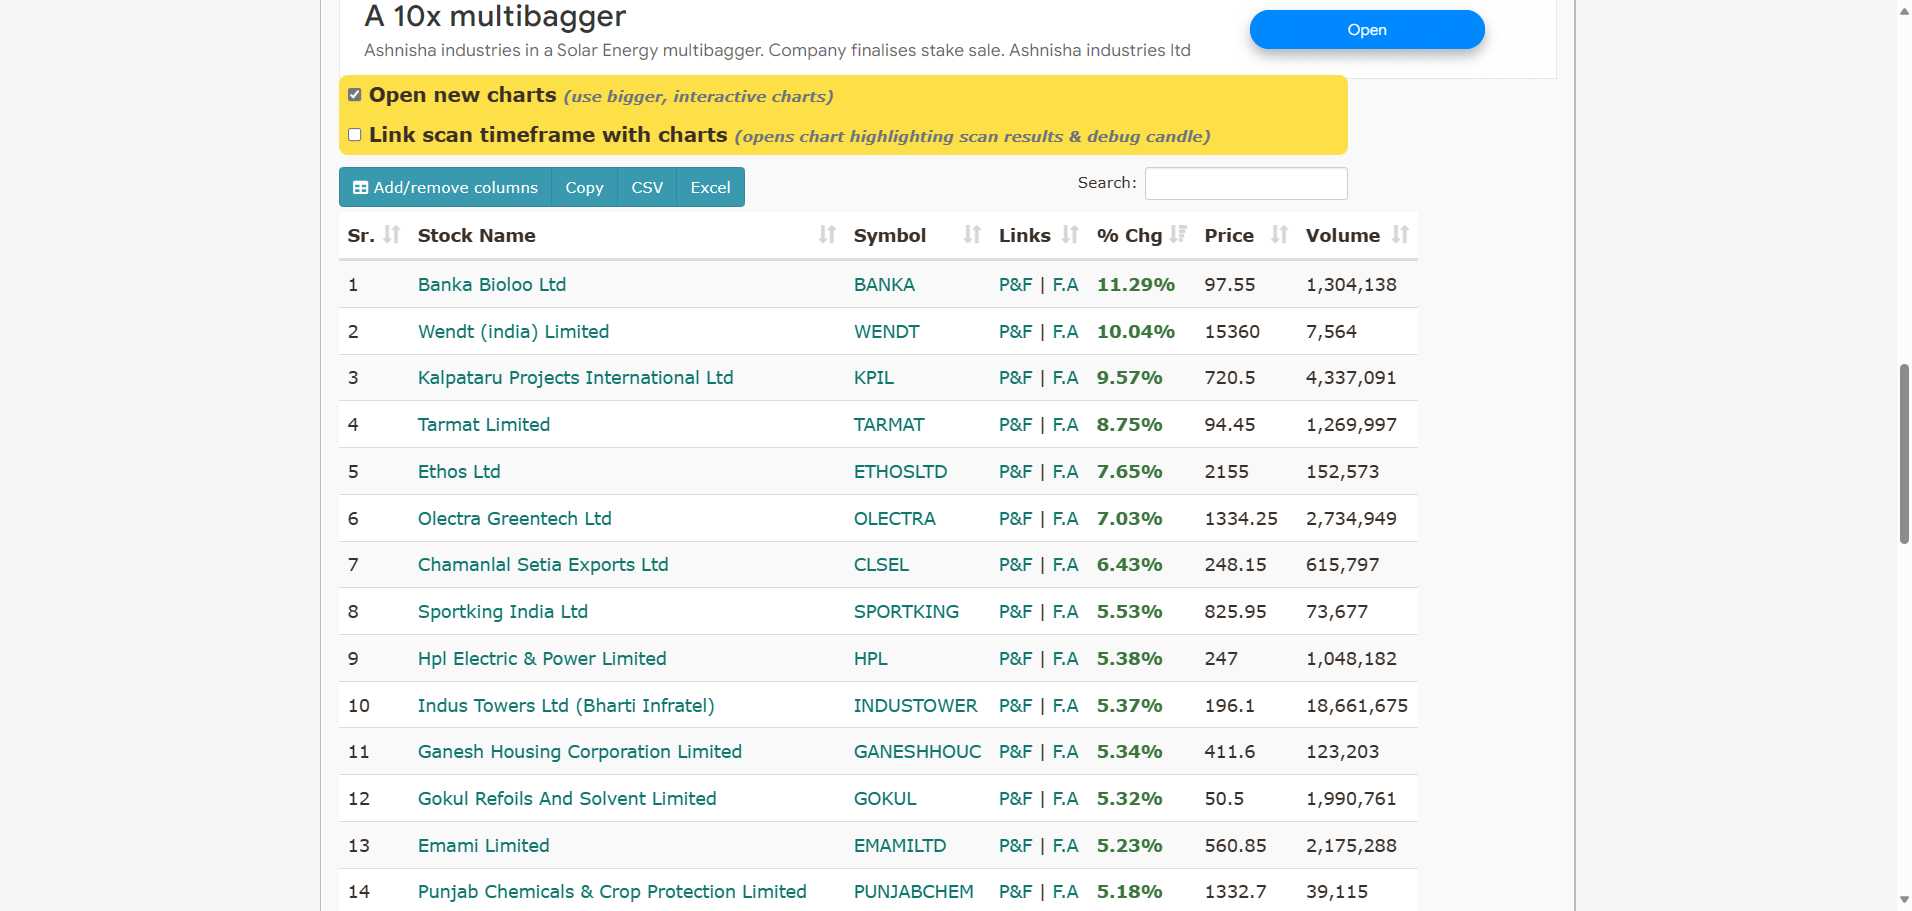 A 10x multibagger
Open
Ashnisha industries in a Solar Energy multibagger. Company finalises stake sale. Ashnisha industries ltd
Open new charts (use bigger, interactive charts)
Link scan timeframe with charts (opens chart highlighting scan results & debug candle)
Add/remove columns Copy CSV Excel Search:
Sr. Stock Name Symbol Links % Chg Price Volume
1 Banka Bioloo Ltd BANKA P&F | F.A 11.29% 97.55 1,304,138
2 Wendt (india) Limited WENDT P&F | F.A 10.04% 15360 7,564
3 Kalpataru Projects International Ltd KPIL P&F | F.A 9.57% 720.5 4,337,091
4 Tarmat Limited TARMAT P&F | F.A 8.75% 94.45 1,269,997
5 Ethos Ltd ETHOSLTD P&F | F.A 7.65% 2155 152,573
6 Olectra Greentech Ltd OLECTRA P&F | F.A 7.03% 1334.25 2,734,949
7 Chamanlal Setia Exports Ltd CLSEL P&F | F.A 6.43% 248.15 615,797
8 Sportking India Ltd SPORTKING P&F | F.A 5.53% 825.95 73,677
9 Hpl Electric & Power Limited HPL P&F | F.A 5.38% 247 1,048,182
10 Indus Towers Ltd (Bharti Infratel) INDUSTOWER P&F | F.A 5.37% 196.1 18,661,675
11 Ganesh Housing Corporation Limited GANESHHOUC P&F | F.A 5.34% 411.6 123,203
12 Gokul Refoils And Solvent Limited GOKUL P&F | F.A 5.32% 50.5 1,990,761
13 Emami Limited EMAMILTD P&F | F.A 5.23% 560.85 2,175,288
14 Punjab Chemicals & Crop Protection Limited PUNJABCHEM P&F | F.A 5.18% 1332.7 39,115